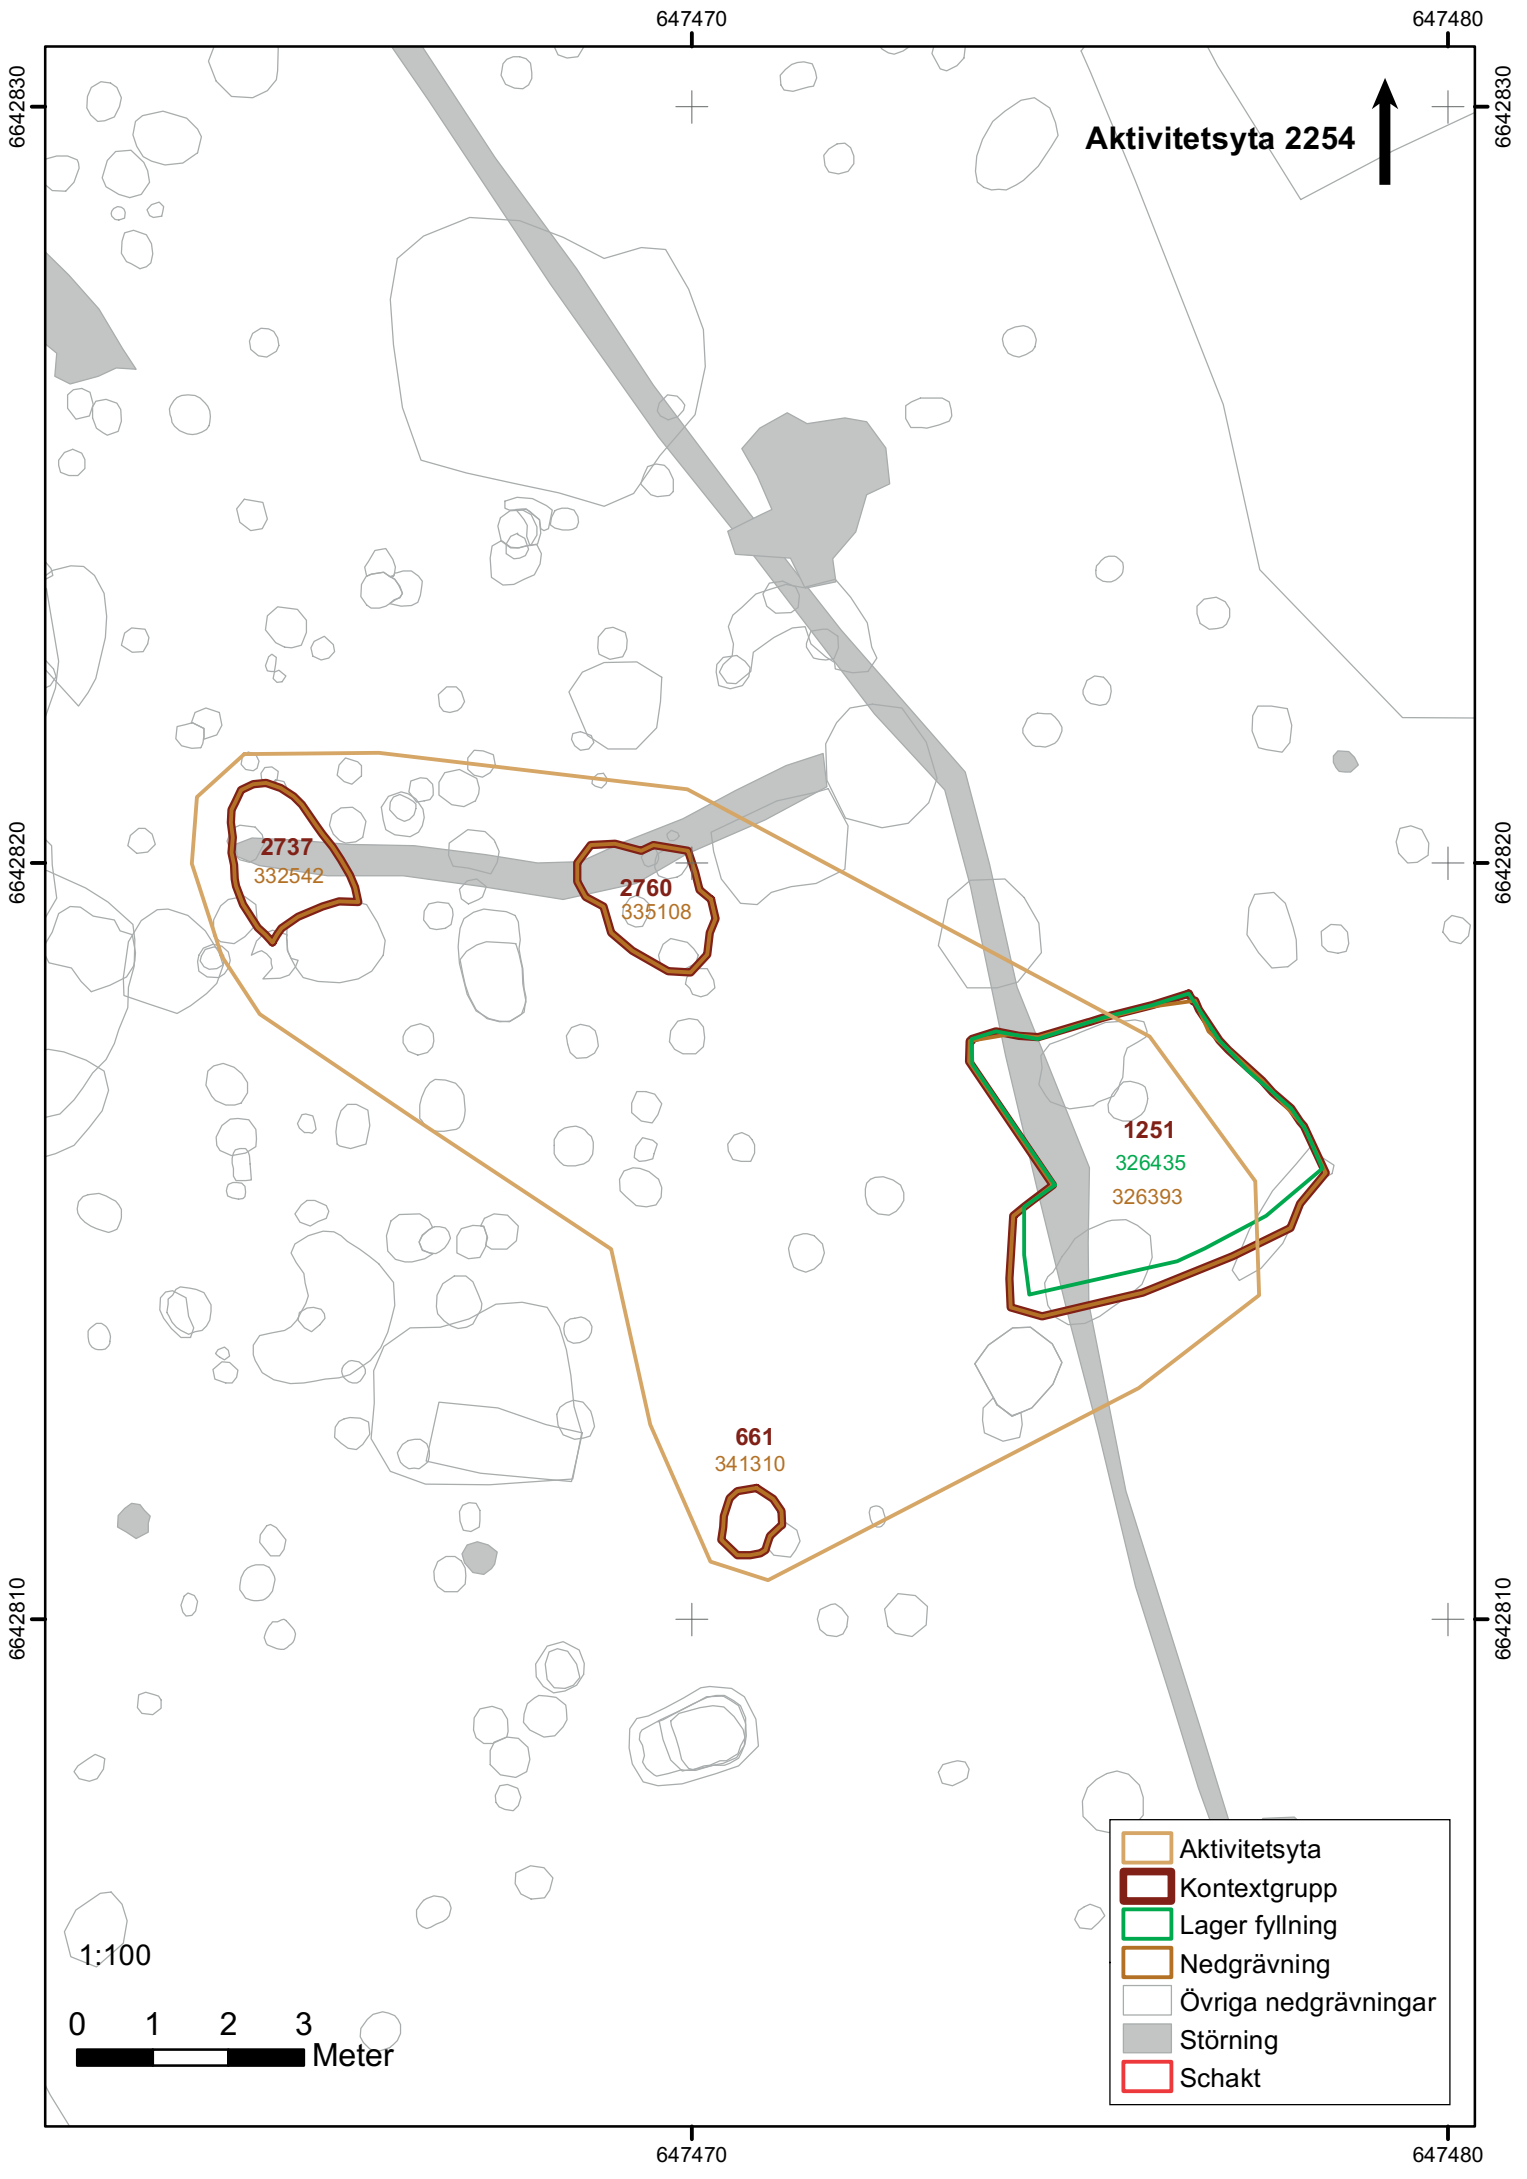 647470
647480
6642830
6642830
Aktivitetsyta 2254
6642820
6642820
2737
332542
2760
335108
1251
326435
326393
661
341310
6642810
6642810
Aktivitetsyta
Kontextgrupp
Lager fyllning
Nedgrävning
Övriga nedgrävningar
Störning
Schakt
1:100
0 1 2 3
Meter
647470
647480